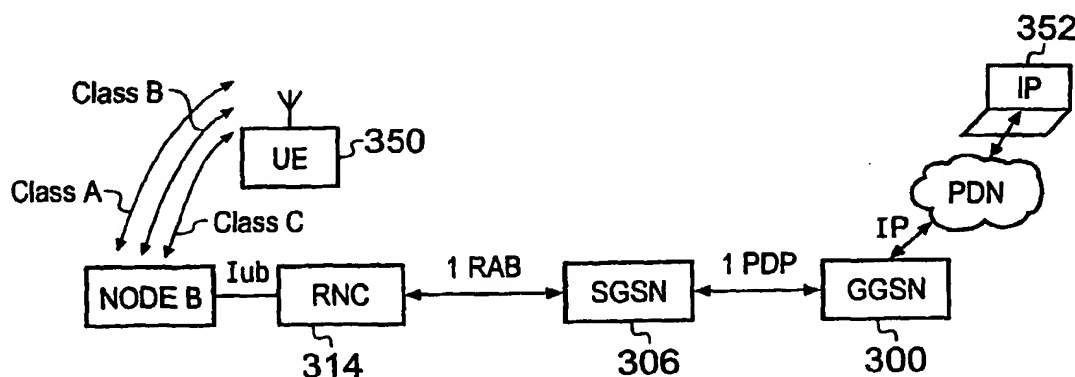 352
IP
Class B
UE
350
PDN
Class A
Class C
IP
Iub
1 RAB
1 PDP
NODE B
RNC
SGSN
GGSN
314
306
300